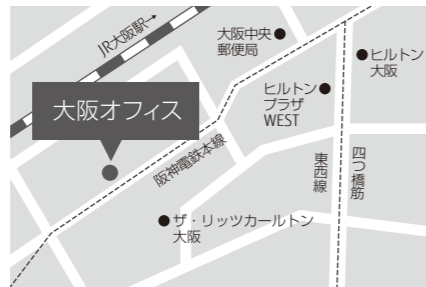 JR大阪駅→
大阪中央
郵便局
ヒルトン
大阪
ヒルトン
プラザ
WEST
大阪オフィス
阪神電鉄本線
東西線
四つ橋筋
ザ・リッツカールトン
大阪